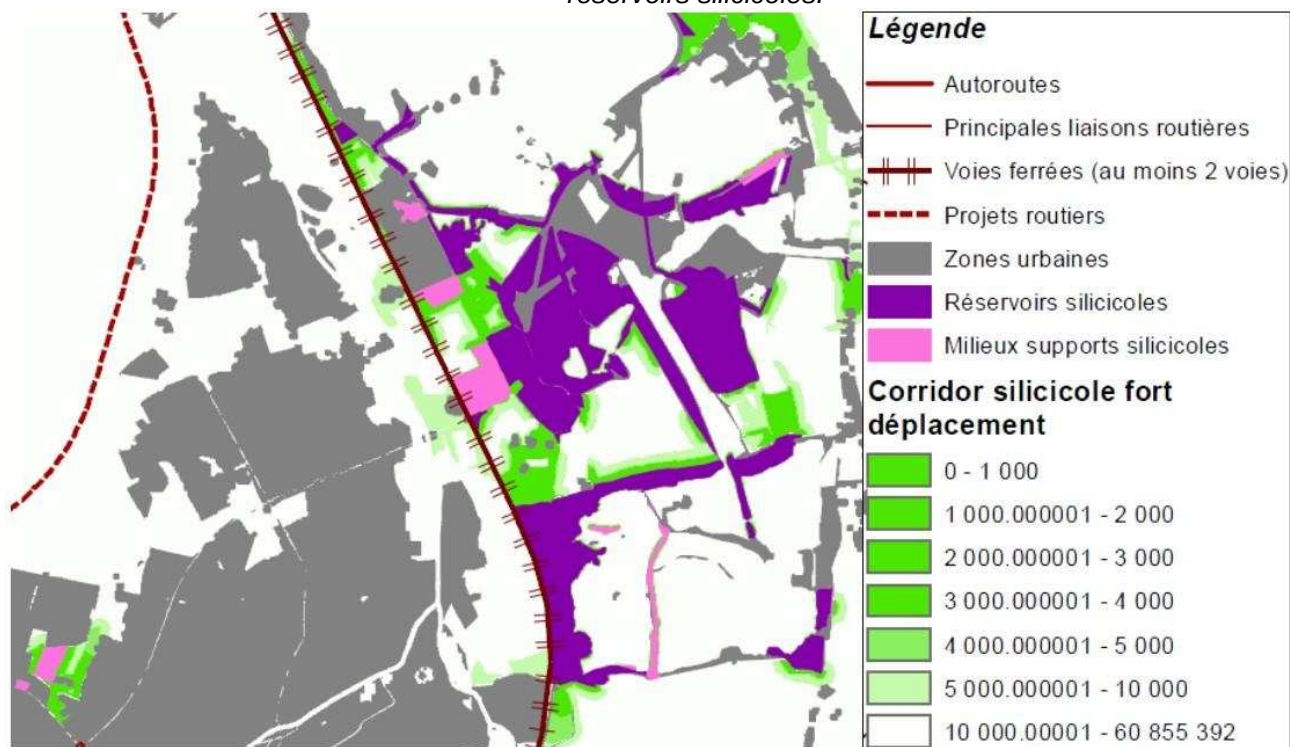 réservoirs silicicoles.
Légende
Autoroutes
Principales liaisons routières
Voies ferrées (au moins 2 voies)
Projets routiers
Zones urbaines
Réservoirs silicicoles
Milieux supports silicicoles
Corridor silicicole fort
déplacement
0 - 1 000
1 000.000001 - 2 000
2 000.000001 - 3 000
3 000.000001 - 4 000
4 000.000001 - 5 000
5 000.000001 - 10 000
10 000.00001 - 60 855 392